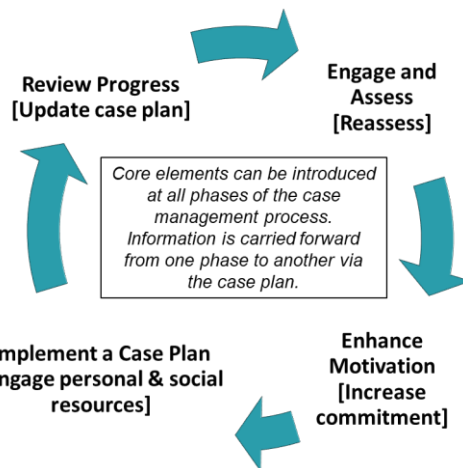 Review Progress
[Update case plan]
Engage and
Assess
[Reassess]
Core elements can be introduced
at all phases of the case
management process.
Information is carried forward
from one phase to another via
the case plan.
mplement a Case Plan
ngage personal & social
resources]
Enhance
Motivation
[Increase
commitment]